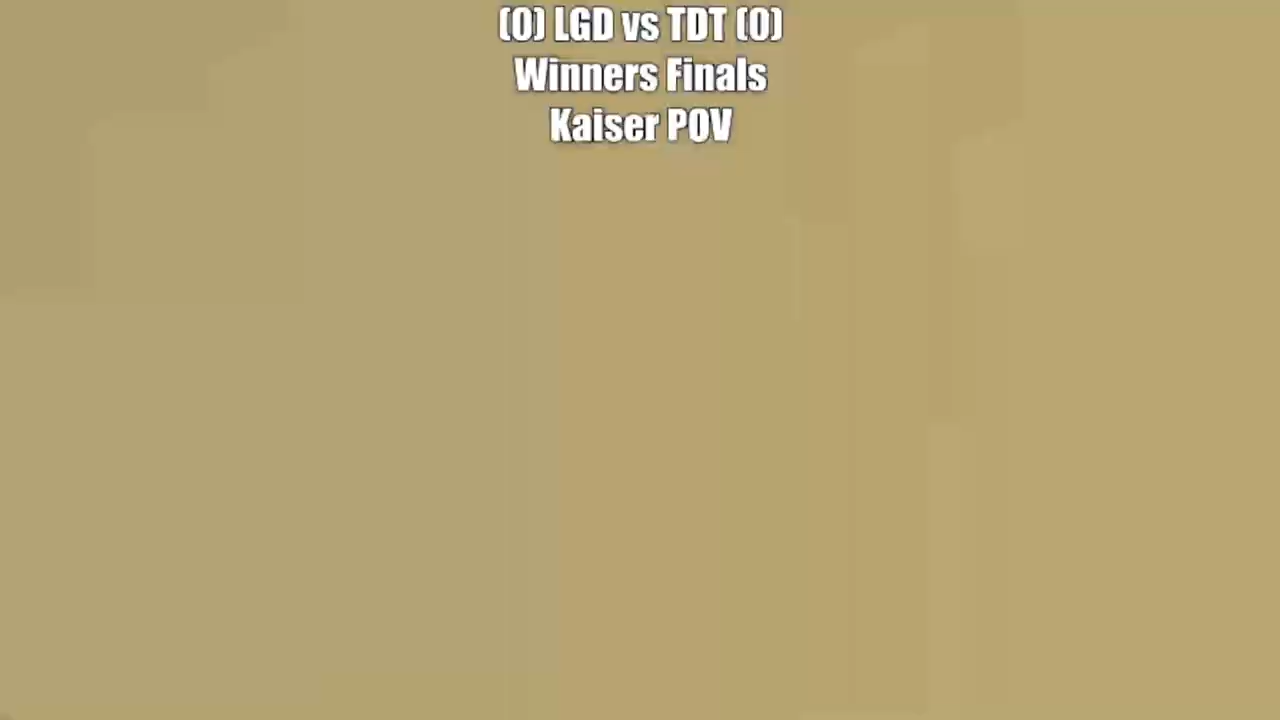 (0) LGD vs TDT (0)
Winners Finals
Kaiser POV